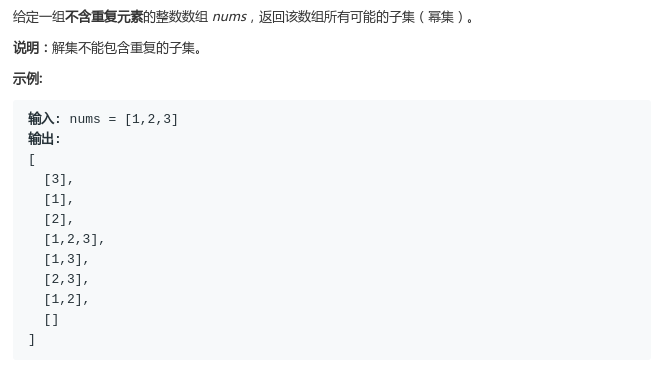 给定一组不含重复元素的整数数组 nums，返回该数组所有可能的子集（幂集）。
说明：解集不能包含重复的子集。
示例:
输入: nums = [1,2,3]
输出:
[
  [3],
  [1],
  [2],
  [1,2,3],
  [1,3],
  [2,3],
  [1,2],
  []
]